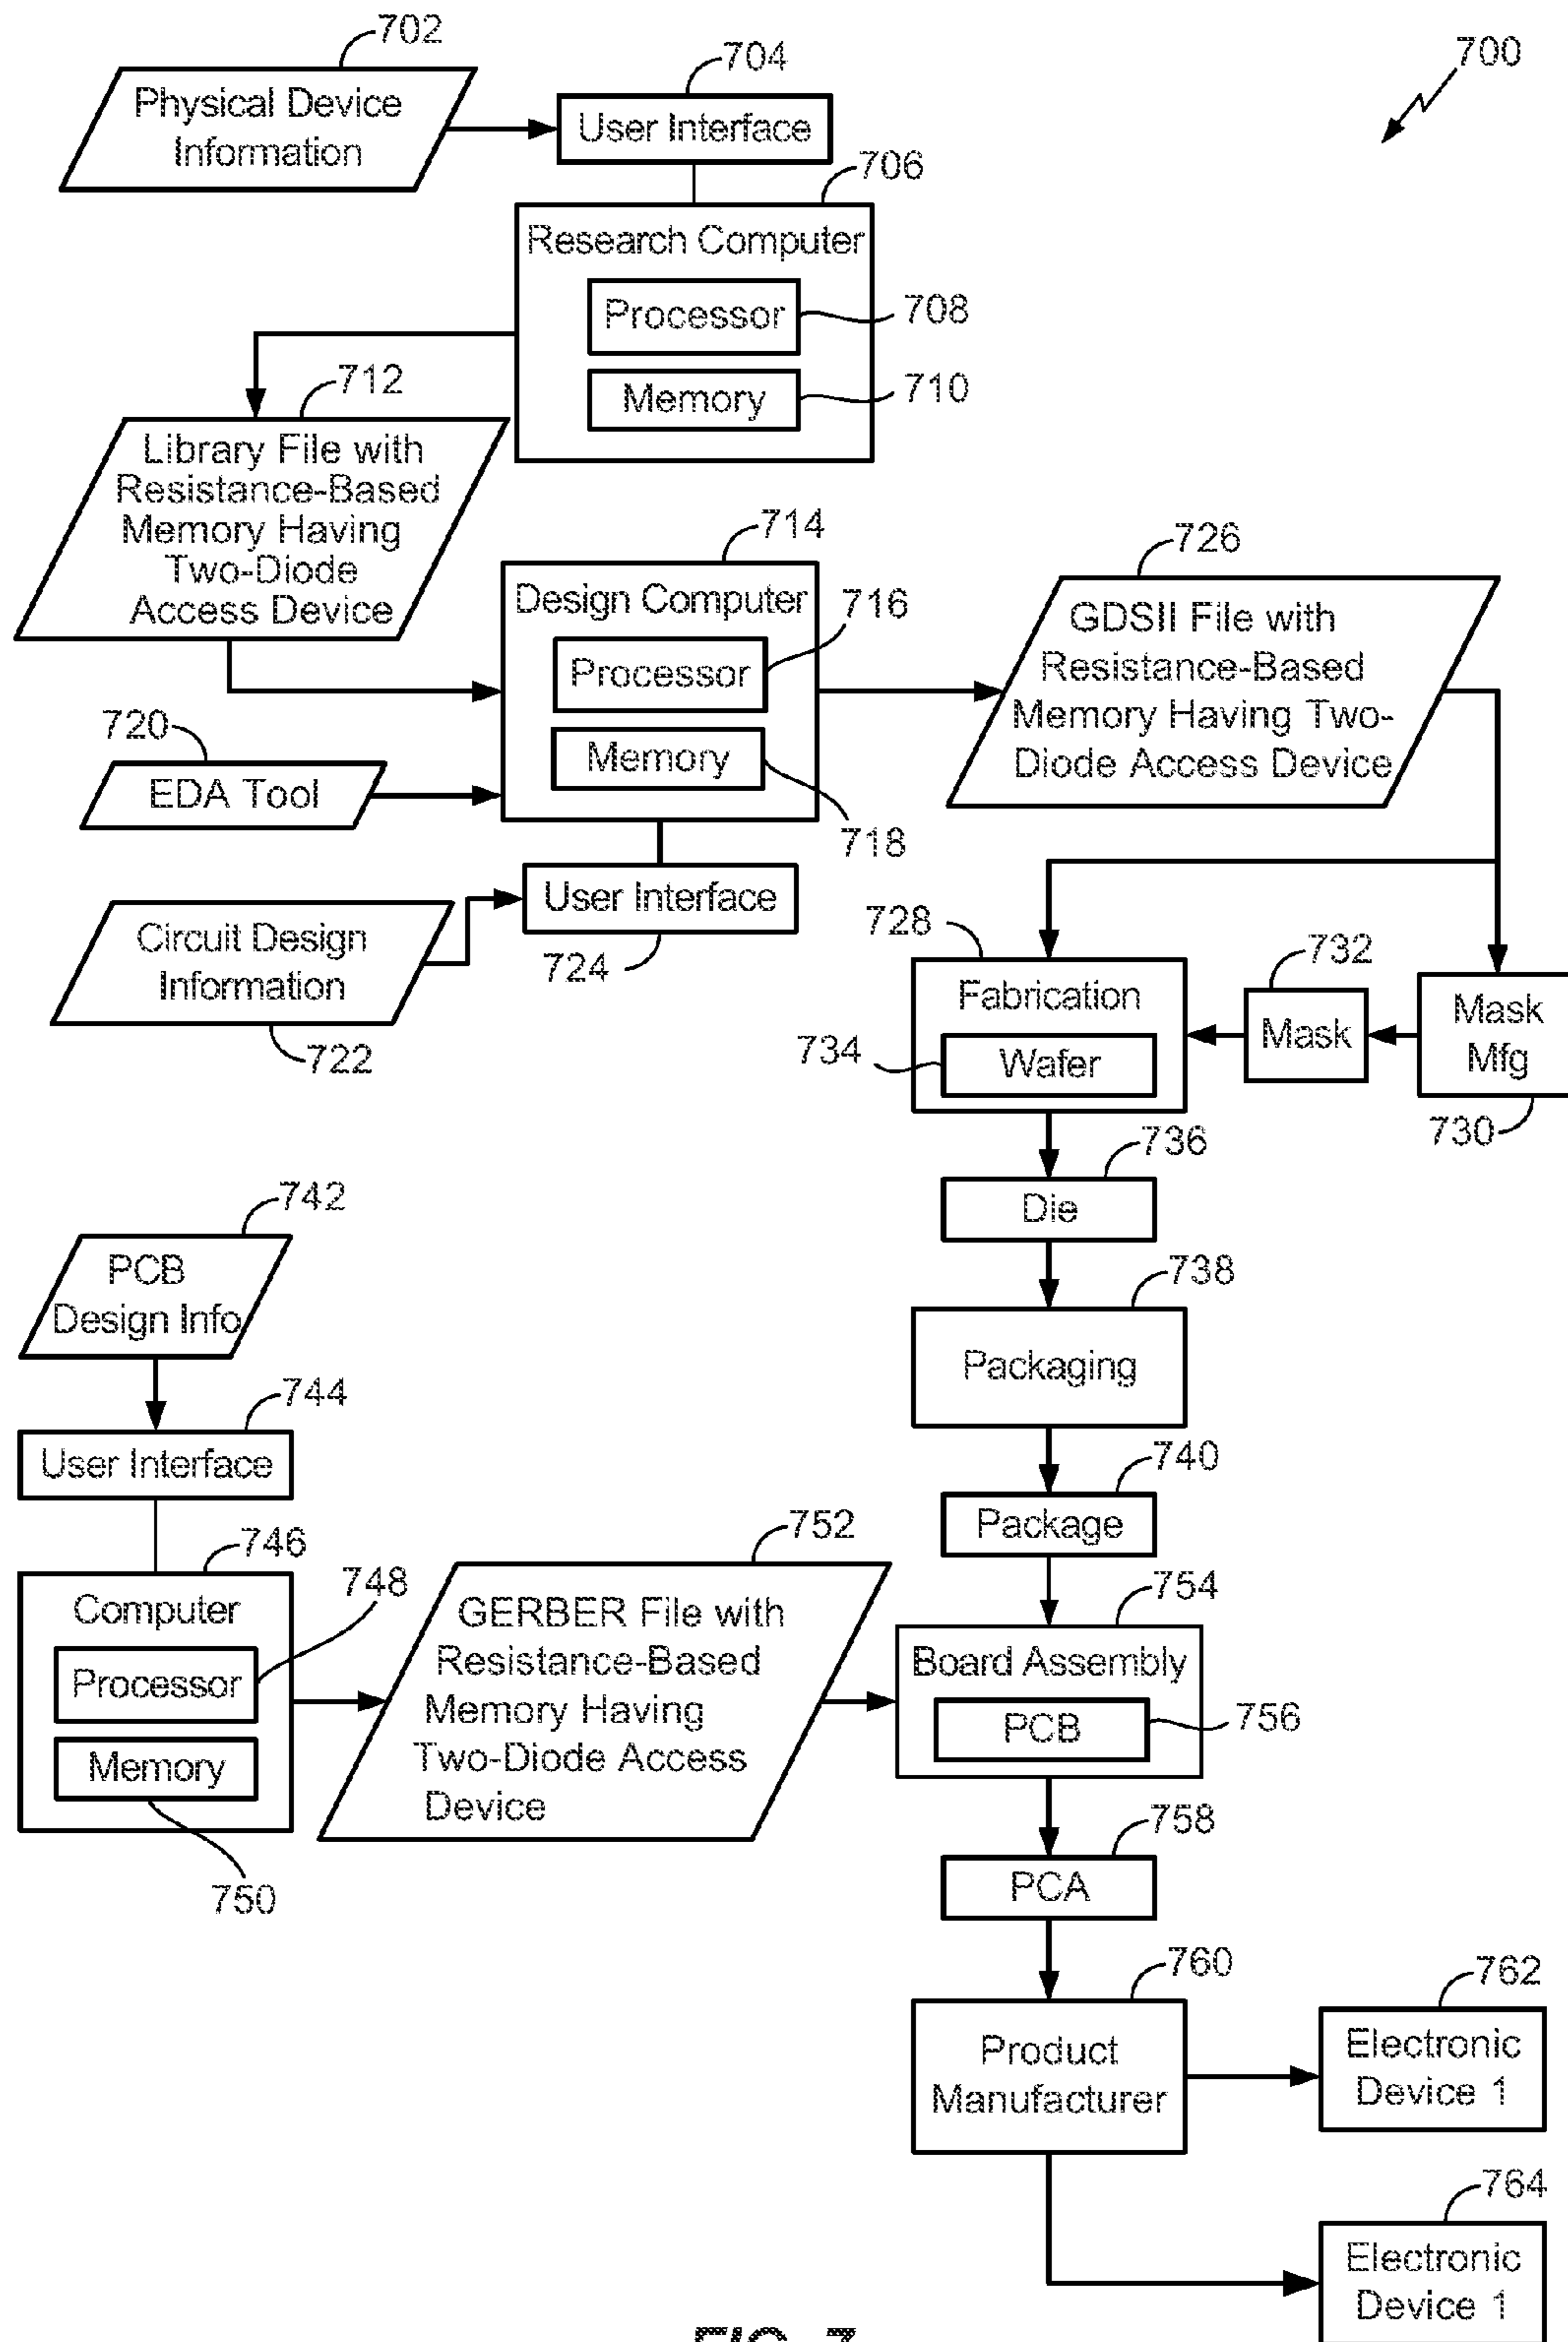 702
Physical Device
Information
704
User Interface
700
706
Research Computer
Processor
708
Memory
710
712
Library File with
Resistance-Based
Memory Having
Two-Diode
Access Device
714
Design Computer
716
Processor
Memory
718
720
EDA Tool
User Interface
724
Circuit Design
Information
722
726
GDSII File with
Resistance-Based
Memory Having Two-
Diode Access Device
728
Fabrication
734
Wafer
732
Mask
Mask
Mfg
730
736
Die
738
Packaging
740
Package
742
PCB
Design Info
744
User Interface
746
Computer
748
Processor
Memory
750
752
GERBER File with
Resistance-Based
Memory Having
Two-Diode Access
Device
754
Board Assembly
PCB
756
758
PCA
760
Product
Manufacturer
762
Electronic
Device 1
764
Electronic
Device 1
FIG. 7